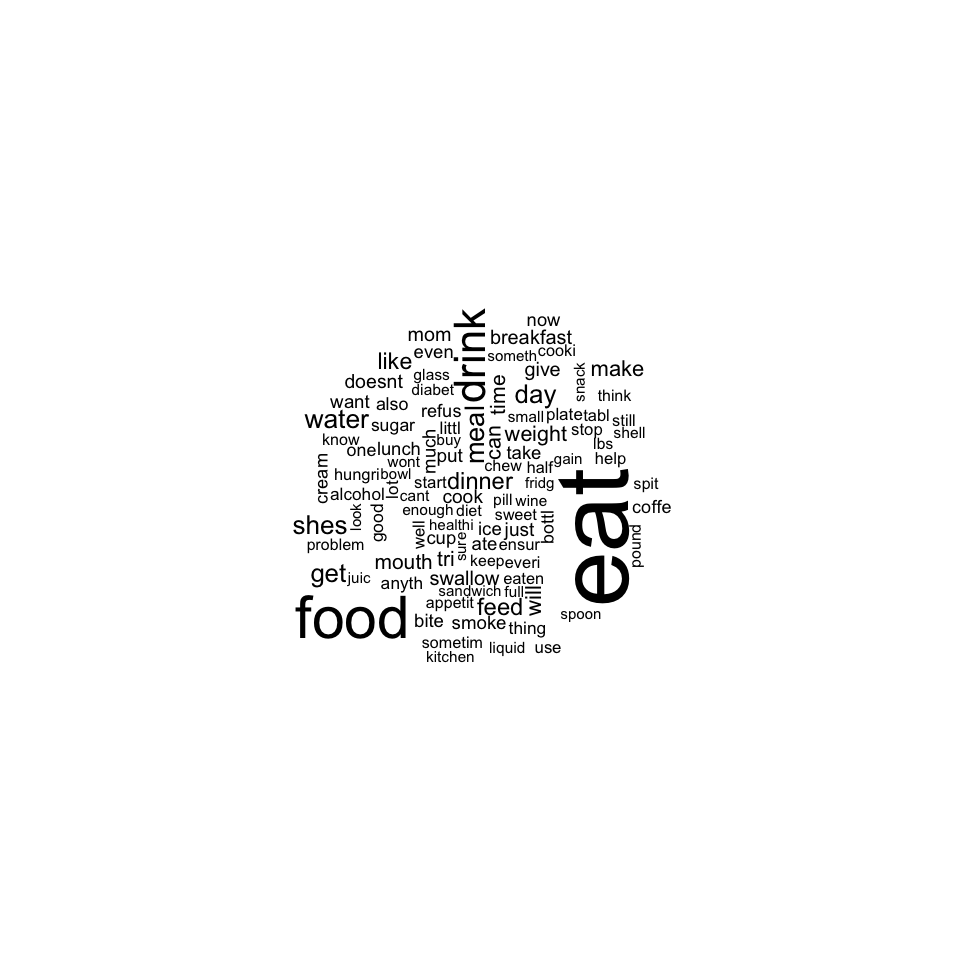 now
mom
drink
breakfast
even
someth
cooki
like
glass
give
snack
make
doesnt
diabet
time
day
think
want
also
refus
meal
small
plate
tabl
still
water
sugar
littl
can
weight
stop
shell
know
one
lunch
much
buy
lbs
wont
put
take
gain
help
cream
hungri
bowl
chew
half
eat
lot
start
dinner
fridg
spit
alcohol
cant
cook
pill
wine
coffe
look
good
enough
diet
sweet
bottl
shes
well
healthi
ice
just
pound
problem
cup
sure
ate
ensur
mouth
tri
keep
everi
get
juic
anyth
swallow
eaten
sandwich
full
will
food
appetit
feed
spoon
bite
smoke
thing
sometim
liquid
use
kitchen